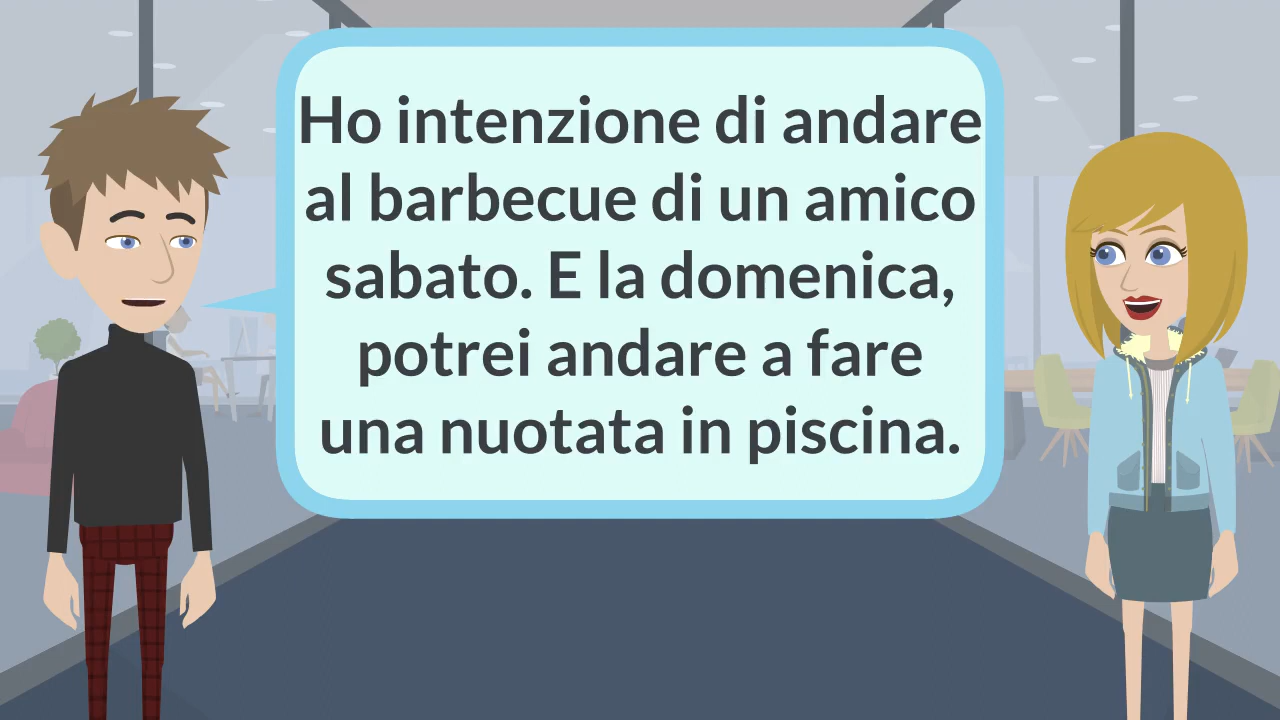 Ho intenzione di andare
al barbecue di un amico
sabato. E la domenica,
potrei andare a fare
una nuotata in piscina.